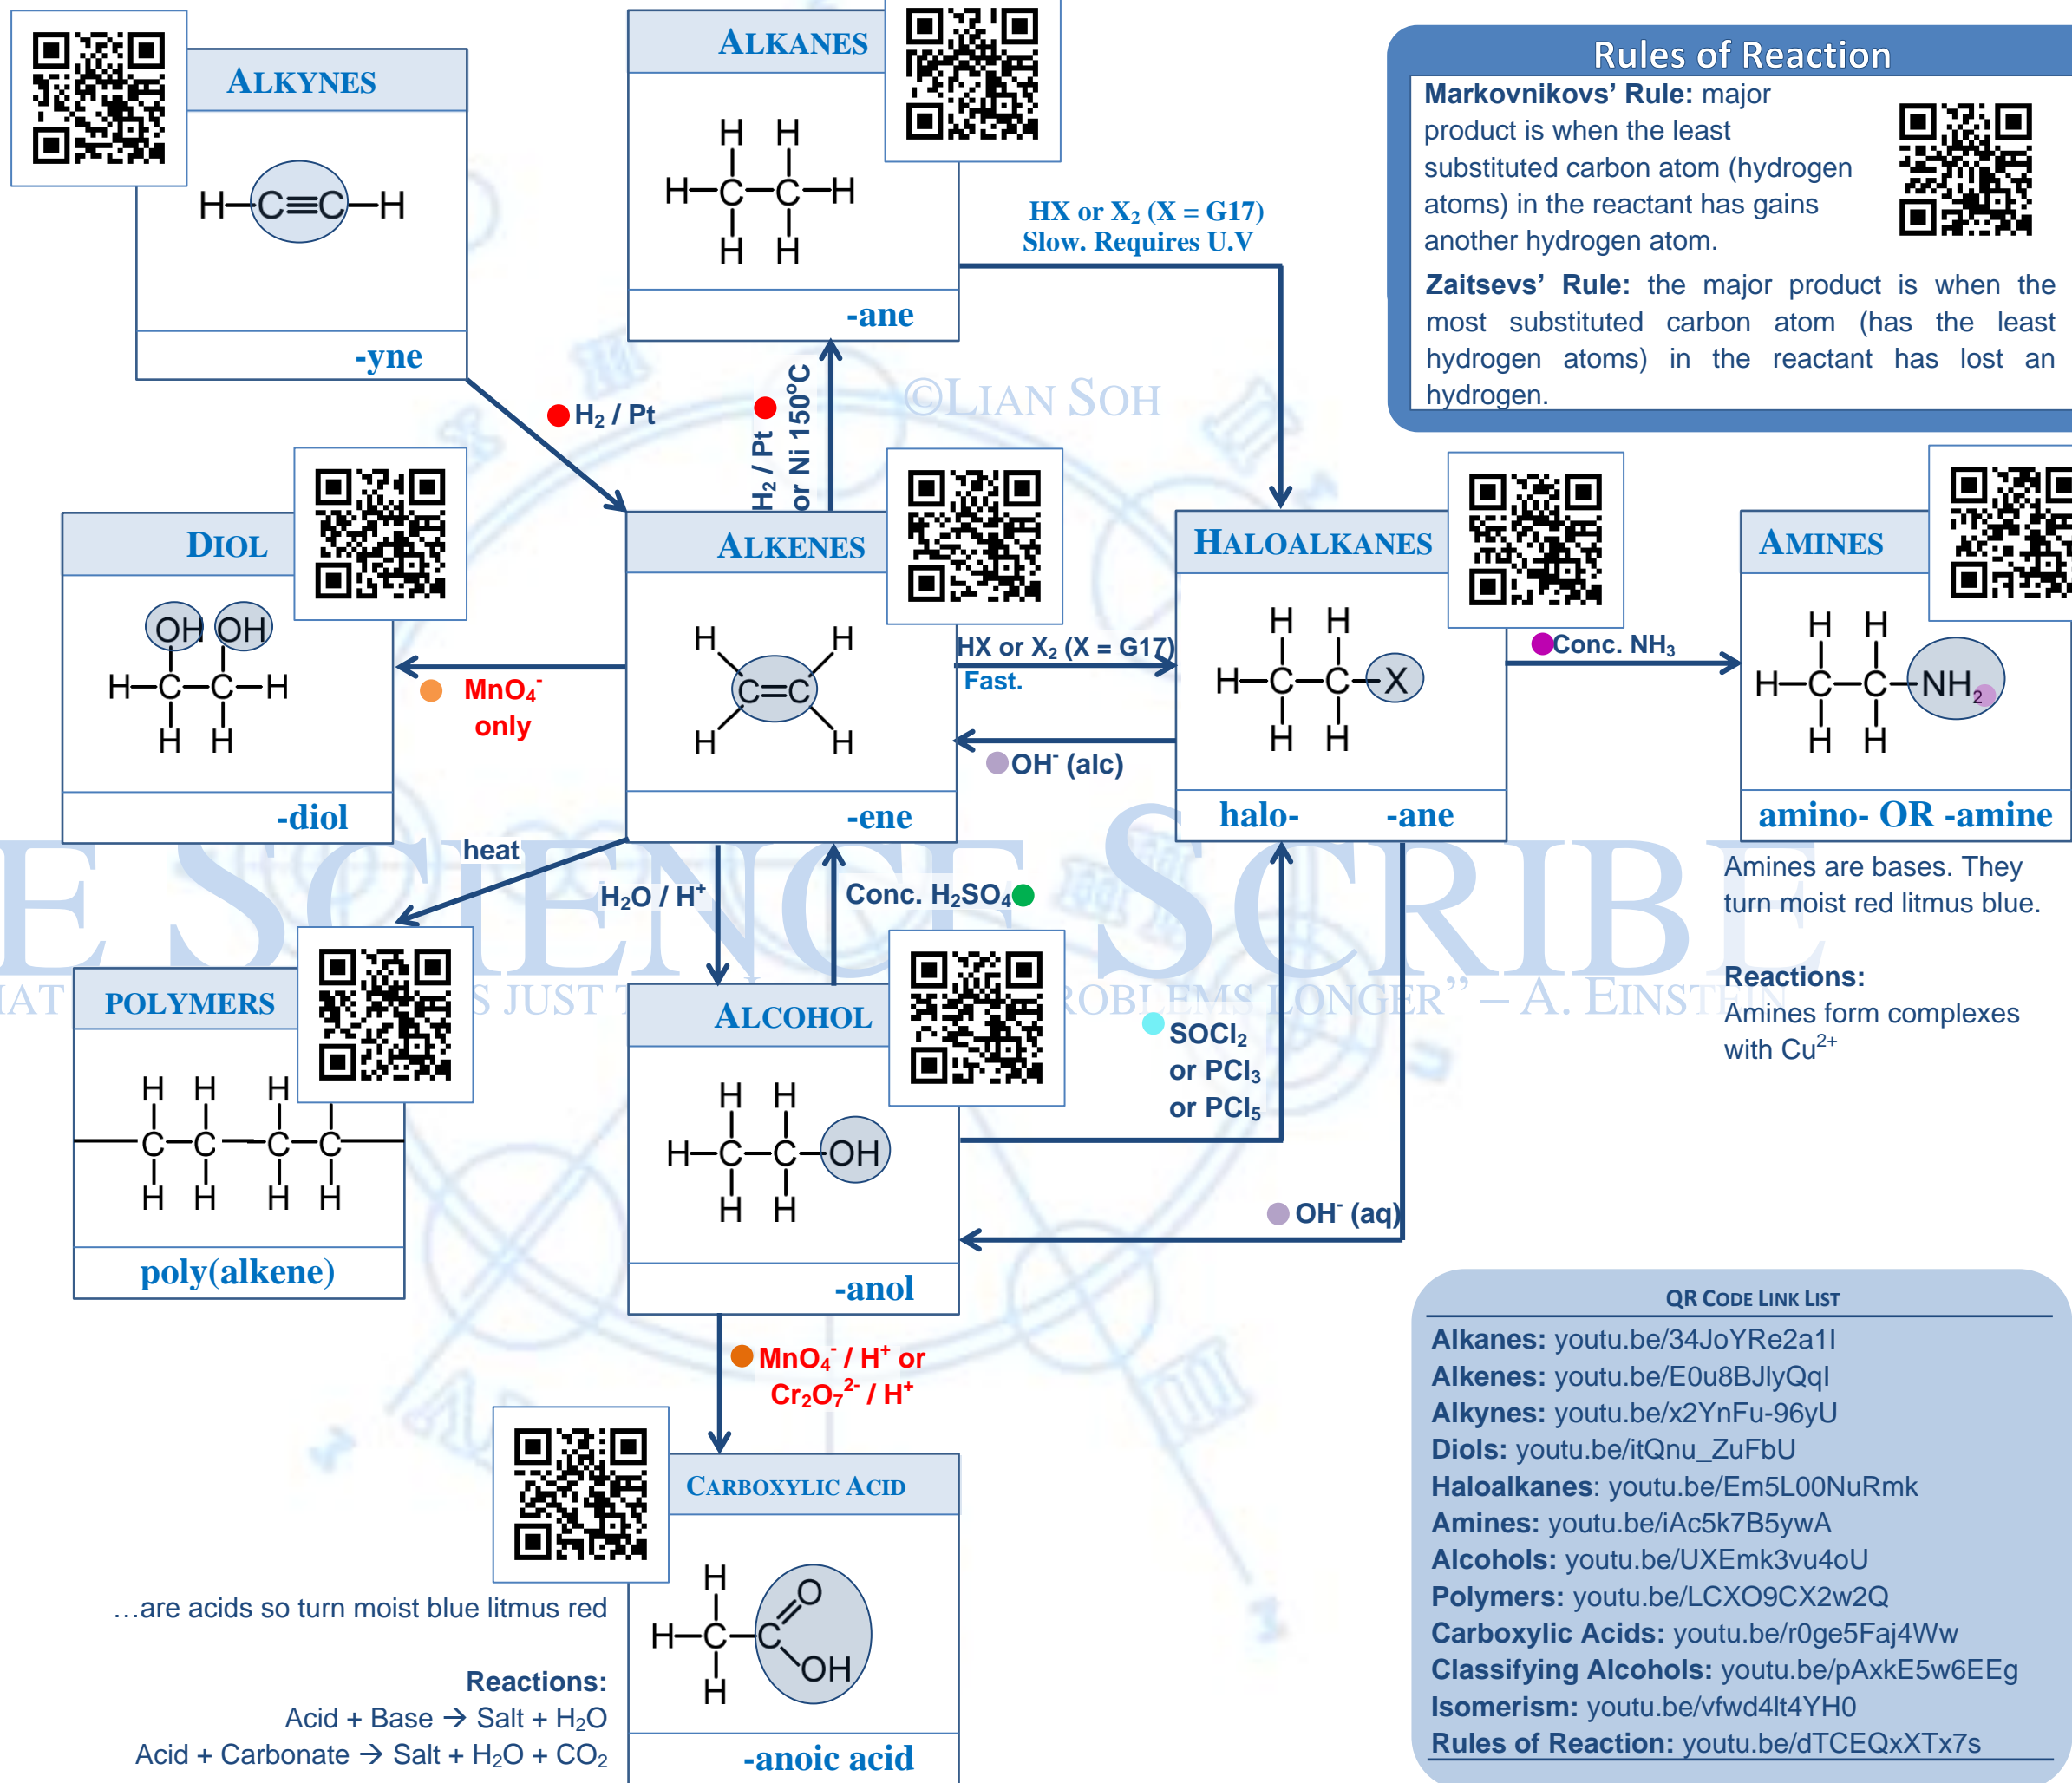 ALKYNES
H–C≡C–H
-yne
ALKANES
H H
H–C–C–H
H H
-ane
HX or X₂ (X = G17)
Slow. Requires U.V
Rules of Reaction
Markovnikovs’ Rule: major
product is when the least
substituted carbon atom (hydrogen
atoms) in the reactant has gains
another hydrogen atom.
Zaitsevs’ Rule: the major product is when the
most substituted carbon atom (has the least
hydrogen atoms) in the reactant has lost an
hydrogen.
H₂ / Pt
H₂ / Pt
or Ni 150°C
©LIAN SOH
DIOL
OH OH
H–C–C–H
H H
-diol
MnO₄⁻
only
ALKENES
H H
C=C
H H
-ene
HX or X₂ (X = G17)
Fast.
OH⁻ (alc)
HALOALKANES
H H
H–C–C–X
H H
halo- -ane
Conc. NH₃
AMINES
H H
H–C–C–NH₂
H H
amino- OR -amine
Amines are bases. They
turn moist red litmus blue.
Reactions:
Amines form complexes
with Cu²⁺
heat
H₂O / H⁺
Conc. H₂SO₄
E SCIENCE SCRIBE
S JUST PROBLEMS LONGER” – A. EINSTEIN
POLYMERS
H H H
C–C–C–C
H H H H
poly(alkene)
ALCOHOL
H H
H–C–C–OH
H H
-anol
SOCl₂
or PCl₃
or PCl₅
OH⁻ (aq)
MnO₄⁻ / H⁺ or
Cr₂O₇²⁻ / H⁺
CARBOXYLIC ACID
H O
H–C–C
OH
H
-anoic acid
…are acids so turn moist blue litmus red
Reactions:
Acid + Base → Salt + H₂O
Acid + Carbonate → Salt + H₂O + CO₂
QR CODE LINK LIST
Alkanes: youtu.be/34JoYRe2a1I
Alkenes: youtu.be/E0u8BJlyQqI
Alkynes: youtu.be/x2YnFu-96yU
Diols: youtu.be/itQnu_ZuFbU
Haloalkanes: youtu.be/Em5L00NuRmk
Amines: youtu.be/iAc5k7B5ywA
Alcohols: youtu.be/UXEmk3vu4oU
Polymers: youtu.be/LCXO9CX2w2Q
Carboxylic Acids: youtu.be/r0ge5Faj4Ww
Classifying Alcohols: youtu.be/pAxkE5w6EEg
Isomerism: youtu.be/vfwd4lt4YH0
Rules of Reaction: youtu.be/dTCEQxXTx7s